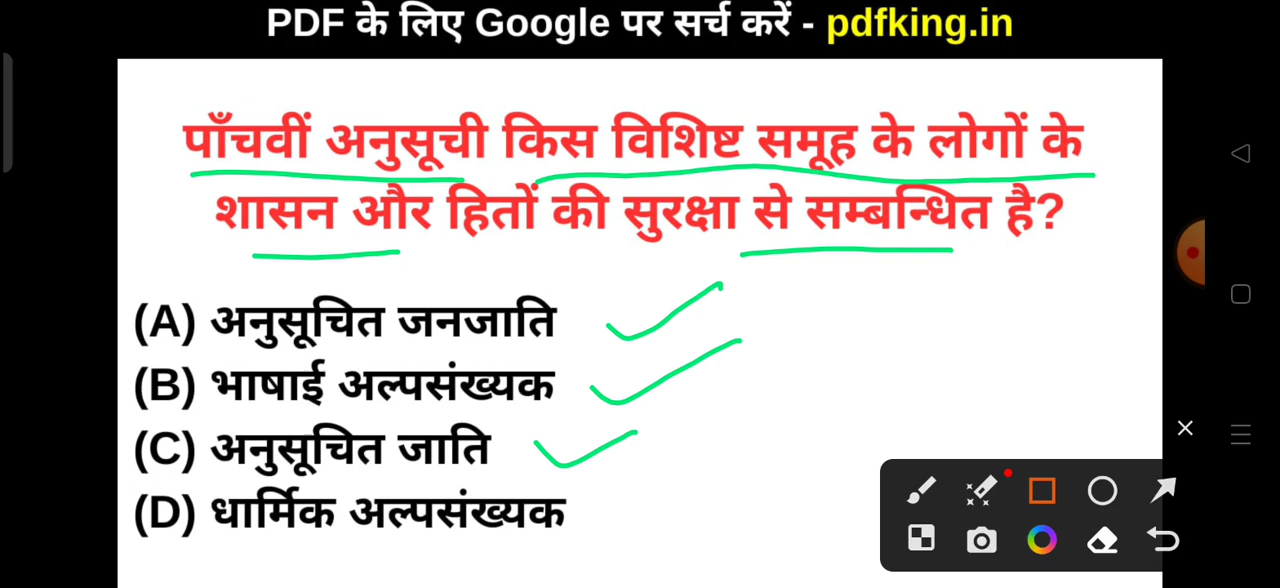 PDF के लिए Google पर सर्च करें - pdfking.in
पाँचवीं अनुसूची किस विशिष्ट समूह के लोगों के
शासन और हितों की सुरक्षा से सम्बन्धित है?
(A) अनुसूचित जनजाति
(B) भाषाई अल्पसंख्यक
(C) अनुसूचित जाति
(D) धार्मिक अल्पसंख्यक